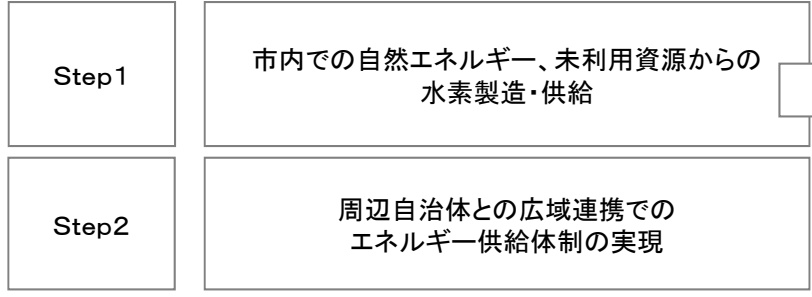 Step1
市内での自然エネルギー、未利用資源からの
水素製造・供給
Step2
周辺自治体との広域連携での
エネルギー供給体制の実現